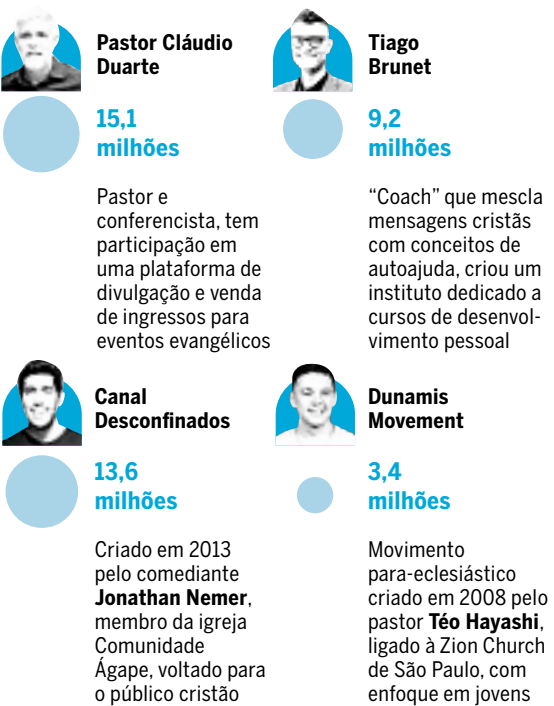 Pastor Cláudio
Duarte
15,1
milhões
Pastor e
conferencista, tem
participação em
uma plataforma de
divulgação e venda
de ingressos para
eventos evangélicos
Tiago
Brunet
9,2
milhões
“Coach” que mescla
mensagens cristãs
com conceitos de
autoajuda, criou um
instituto dedicado a
cursos de desenvol-
vimento pessoal
Canal
Desconfinados
13,6
milhões
Criado em 2013
pelo comediante
Jonathan Nemer,
membro da igreja
Comunidade
Ágape, voltado para
o público cristão
Dunamis
Movement
3,4
milhões
Movimento
para-eclesiástico
criado em 2008 pelo
pastor Téo Hayashi,
ligado à Zion Church
de São Paulo, com
enfoque em jovens